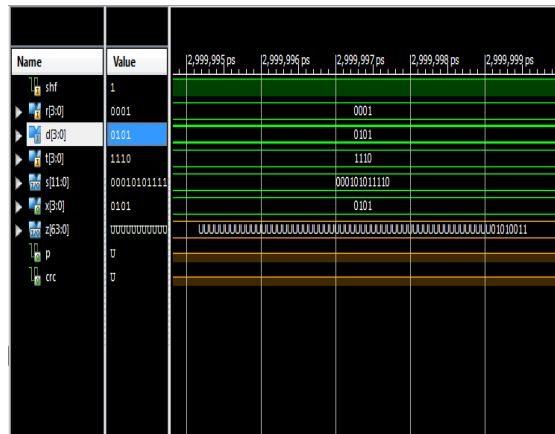 Name Value 2,999,995 ps 2,999,996 ps 2,999,997 ps 2,999,998 ps 2,999,999 ps
shf 1
r[3:0] 0001 0001
d[3:0] 0101 0101
t[3:0] 1110 1110
s[11:0] 00010101111 000101011110
x[3:0] 0101 0101
z[63:0] UUUUUUUUUUU UUUUUUUUUUUUUUUUUUUUUUUUUUUUUUUUUUUUUUUUUUUUUUUUUUUUUUUU01010011
p U
crc U